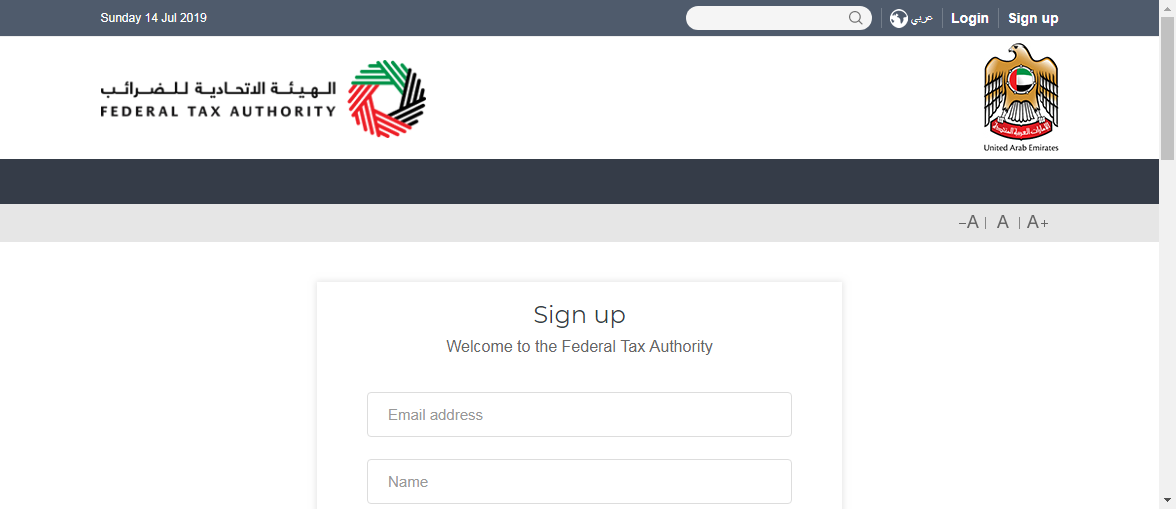 Sunday 14 Jul 2019
عربي
Login
Sign up
الهيئة الاتحادية للضرائب
FEDERAL TAX AUTHORITY
الإمارات العربية المتحدة
United Arab Emirates
-A
A
A+
Sign up
Welcome to the Federal Tax Authority
Email address
Name